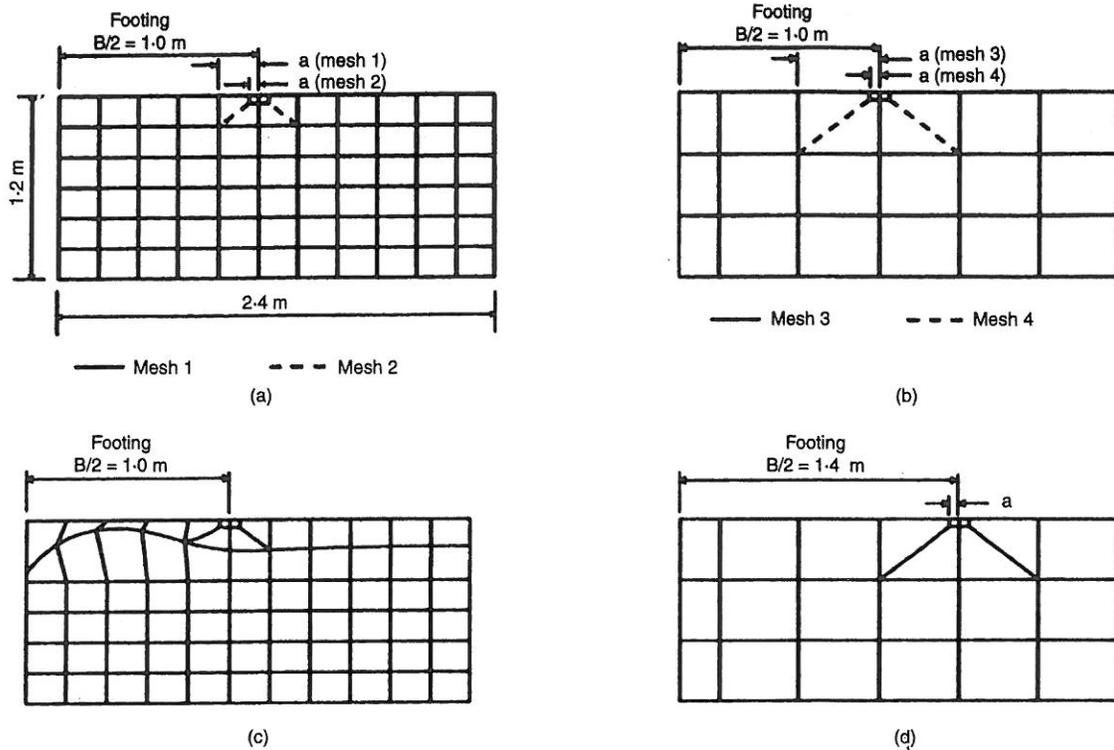 Footing
B/2 = 1·0 m
a (mesh 1)
a (mesh 2)
1·2 m
2·4 m
Mesh 1
Mesh 2
(a)
Footing
B/2 = 1·0 m
a (mesh 3)
a (mesh 4)
Mesh 3
Mesh 4
(b)
Footing
B/2 = 1·0 m
(c)
Footing
B/2 = 1·4 m
a
(d)